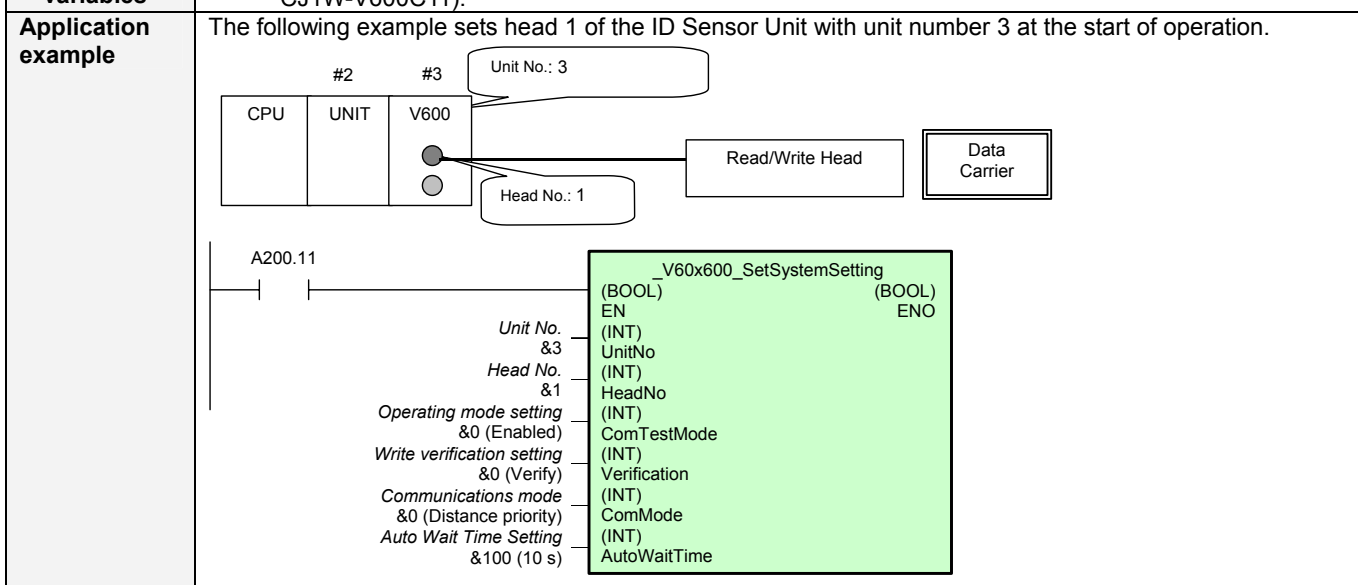 Application
example
The following example sets head 1 of the ID Sensor Unit with unit number 3 at the start of operation.
Unit No.: 3
#2 #3
CPU UNIT V600
Read/Write Head
Data
Carrier
Head No.: 1
A200.11
_V60x600_SetSystemSetting
(BOOL) (BOOL)
EN ENO
Unit No. (INT)
&3 UnitNo
Head No. (INT)
&1 HeadNo
Operating mode setting (INT)
&0 (Enabled) ComTestMode
Write verification setting (INT)
&0 (Verify) Verification
Communications mode (INT)
&0 (Distance priority) ComMode
Auto Wait Time Setting (INT)
&100 (10 s) AutoWaitTime